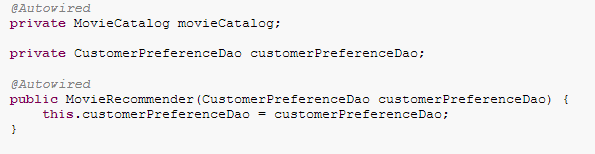 @Autowired
private MovieCatalog movieCatalog;
private CustomerPreferenceDao customerPreferenceDao;
@Autowired
public MovieRecommender(CustomerPreferenceDao customerPreferenceDao) {
    this.customerPreferenceDao = customerPreferenceDao;
}